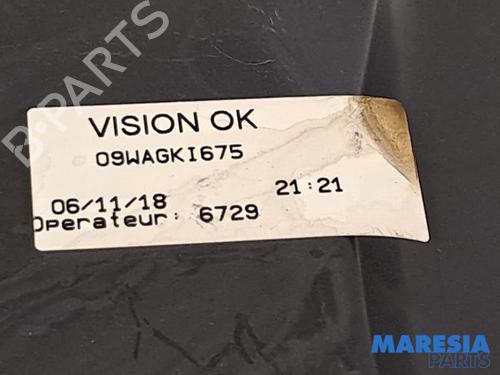 B-PARTS
VISION OK
09WAGKI675
06/11/18 21:21
Operateur: 6729
MARESIA
PARTS